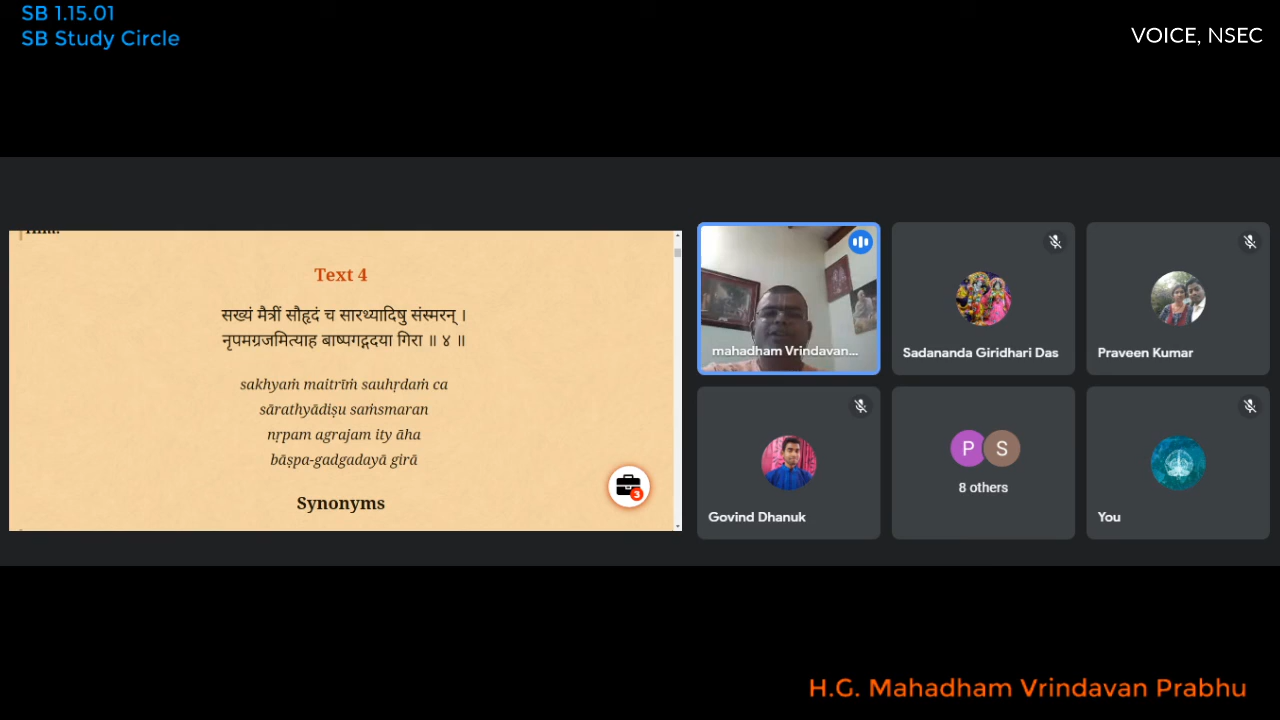 SB 1.15.01
SB Study Circle
VOICE, NSEC
Text 4
सख्यं मैत्रीं सौहृदं च सारथ्यादिषु संस्मरन् ।
नृपमग्रजमित्याह बाष्पगद्गदया गिरा ॥ ४ ॥
sakhyaṁ maitrīṁ sauhṛdaṁ ca
sārathyādiṣu saṁsmaran
nṛpam agrajam ity āha
bāṣpa-gadgadayā girā
Synonyms
3
mahadham Vrindavan...
Sadananda Giridhari Das
Praveen Kumar
Govind Dhanuk
P S
8 others
You
H.G. Mahadham Vrindavan Prabhu